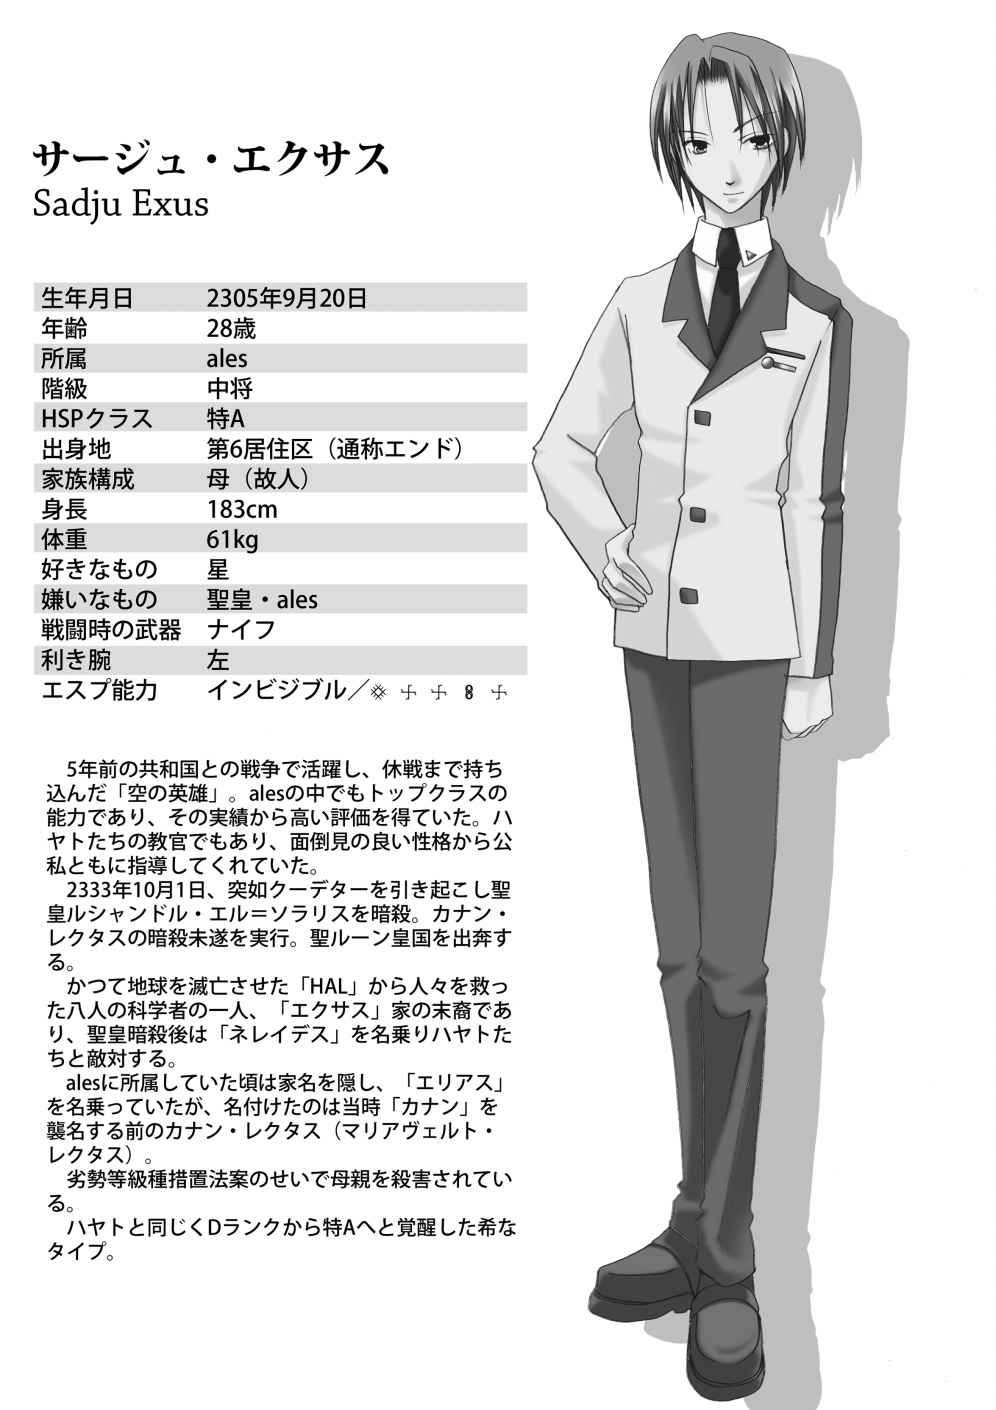 サージュ・エクサス
Sadju Exus
生年月日 2305年9月20日
年齢 28歳
所属 ales
階級 中将
HSPクラス 特A
出身地 第6居住区（通称エンド）
家族構成 母（故人）
身長 183cm
体重 61kg
好きなもの 星
嫌いなもの 聖皇・ales
戦闘時の武器 ナイフ
利き腕 左
エスプ能力 インビジブル／
　5年前の共和国との戦争で活躍し、休戦まで持ち
込んだ「空の英雄」。alesの中でもトップクラスの
能力であり、その実績から高い評価を得ていた。ハ
ヤトたちの教官でもあり、面倒見の良い性格から公
私ともに指導してくれていた。
　2333年10月1日、突如クーデターを引き起こし聖
皇ルシャンドル・エル＝ソラリスを暗殺。カナン・
レクタスの暗殺未遂を実行。聖ルーン皇国を出奔す
る。
　かつて地球を滅亡させた「HAL」から人々を救っ
た八人の科学者の一人、「エクサス」家の末裔であ
り、聖皇暗殺後は「ネレイデス」を名乗りハヤトた
ちと敵対する。
　alesに所属していた頃は家名を隠し、「エリアス」
を名乗っていたが、名付けたのは当時「カナン」を
襲名する前のカナン・レクタス（マリアヴェルト・
レクタス）。
　劣勢等級種措置法案のせいで母親を殺害されてい
る。
　ハヤトと同じくDランクから特Aへと覚醒した希な
タイプ。